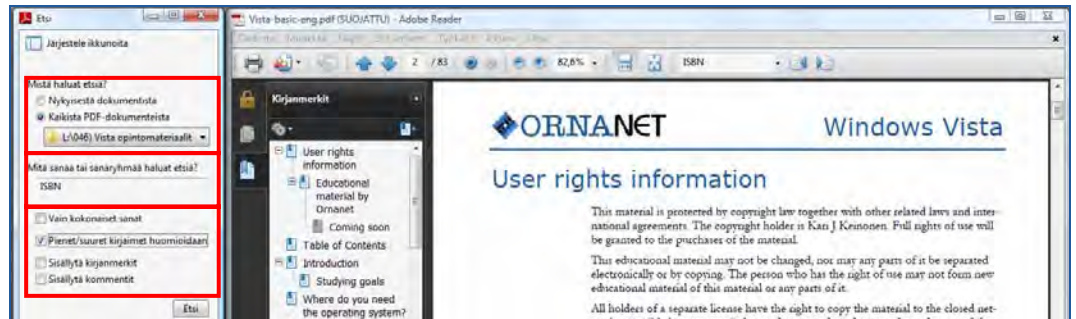 Etsi
Järjestele ikkunoita
Mistä haluat etsiä?
Nykyisestä dokumentista
Kaikista PDF-dokumenteista
L:\046) Vista opintomateriaalit
Mitä sanaa tai sanaryhmää haluat etsiä?
ISBN
Vain kokonaiset sanat
Pienet/suuret kirjaimet huomioidaan
Sisällytä kirjanmerkit
Sisällytä kommentit
Etsi
Vista-basic-eng.pdf (SUOJATTU) - Adobe Reader
2 /83 82,6% ISBN
Kirjanmerkit
User rights
information
Educational
material by
Ornanet
Coming soon
Table of Contents
Introduction
Studying goals
Where do you need
the operating system?
ORNANET Windows Vista
User rights information
This material is protected by copyright law together with other related laws and inter-
national agreements. The copyright holder is Kari J Keinonen. Full rights of use will
be granted to the purchases of the material.
This educational material may not be changed, nor may any parts of it be separated
electronically or by copying. The person who has the right of use may not form new
educational material of this material or any parts of it.
All holders of a separate license have the right to copy the material to the closed net-